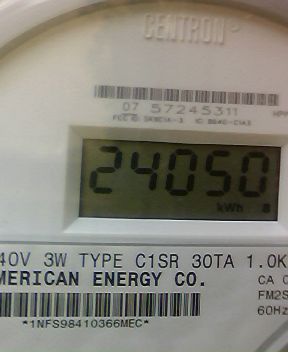 CENTRON®
07 57245311
24050
kWh
40V 3W TYPE C1SR 30TA 1.0K
MERICAN ENERGY CO.
CA
FM2S
60Hz
*1NFS98410366MEC*